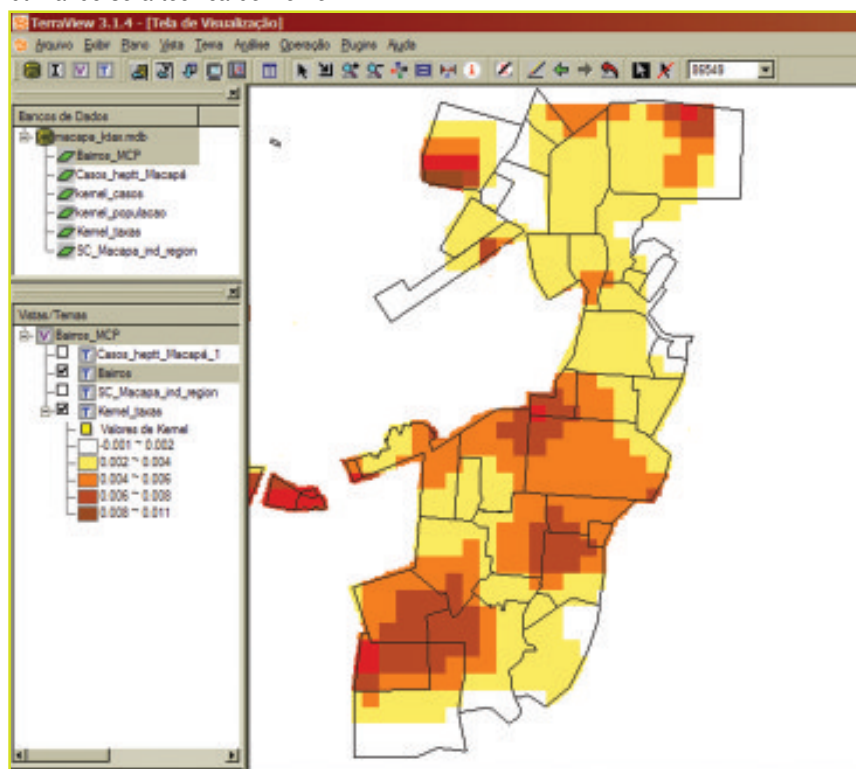 TerraView 3.1.4 - [Tela de Visualização]
Arquivo Exibir Plano Vista Tema Análise Operação Plugins Ajuda
86549
Bancos de Dados
macapa_ktax.mdb
Bairros_MCP
Casos_heptt_Macapá
kernel_casos
kernel_populacao
Kernel_taxas
SC_Macapa_ind_region
Vistas/Temas
Bairros_MCP
Casos_heptt_Macapá_1
Bairros
SC_Macapa_ind_region
Kernel_taxas
Valores de Kernel
-0.001 ~ 0.002
0.002 ~ 0.004
0.004 ~ 0.006
0.006 ~ 0.008
0.008 ~ 0.011